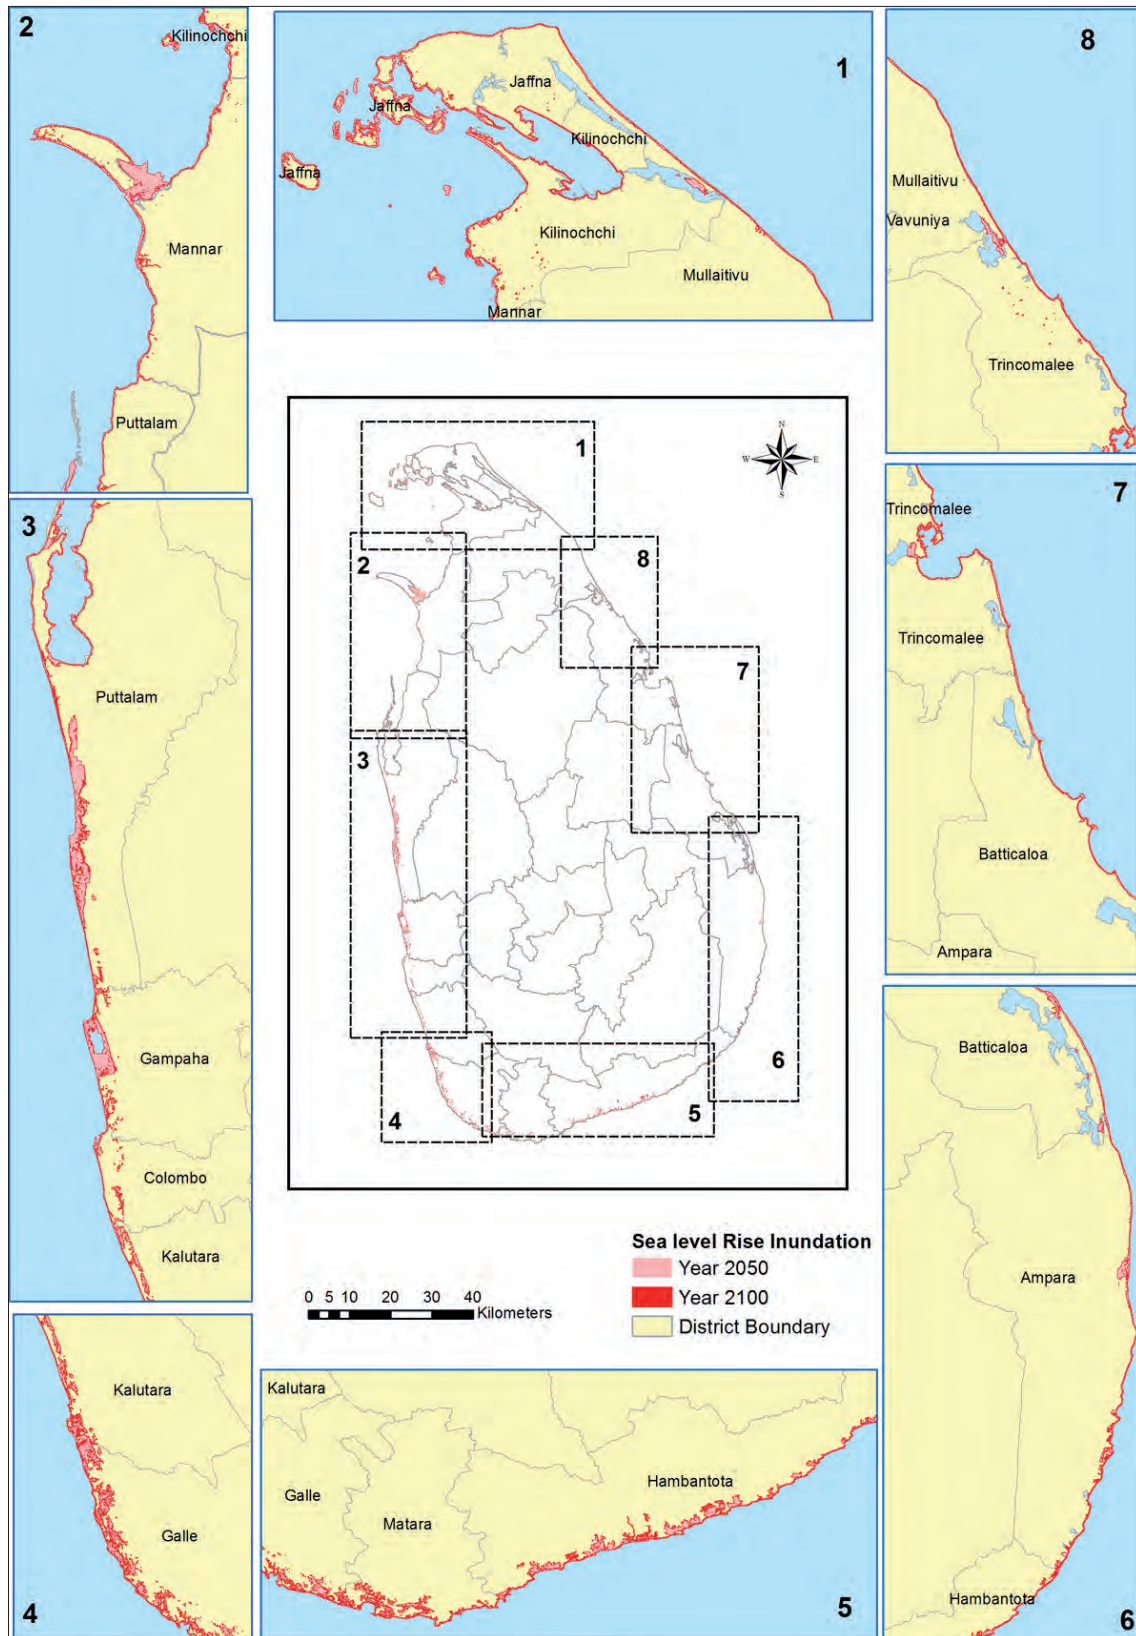 2
Kilinochchi
Mannar
Puttalam
1
Jaffna
Jaffna
Kilinochchi
Jaffna
Kilinochchi
Mullaitivu
Mannar
8
Mullaitivu
Vavuniya
Trincomalee
3
Puttalam
Gampaha
Colombo
Kalutara
N
W E
S
1
2
8
7
3
6
5
4
7
Trincomalee
Trincomalee
Batticaloa
Ampara
Batticaloa
Ampara
Hambantota
6
Sea level Rise Inundation
Year 2050
Year 2100
District Boundary
0 5 10 20 30 40
Kilometers
Kalutara
Galle
4
Kalutara
Galle
Matara
Hambantota
5